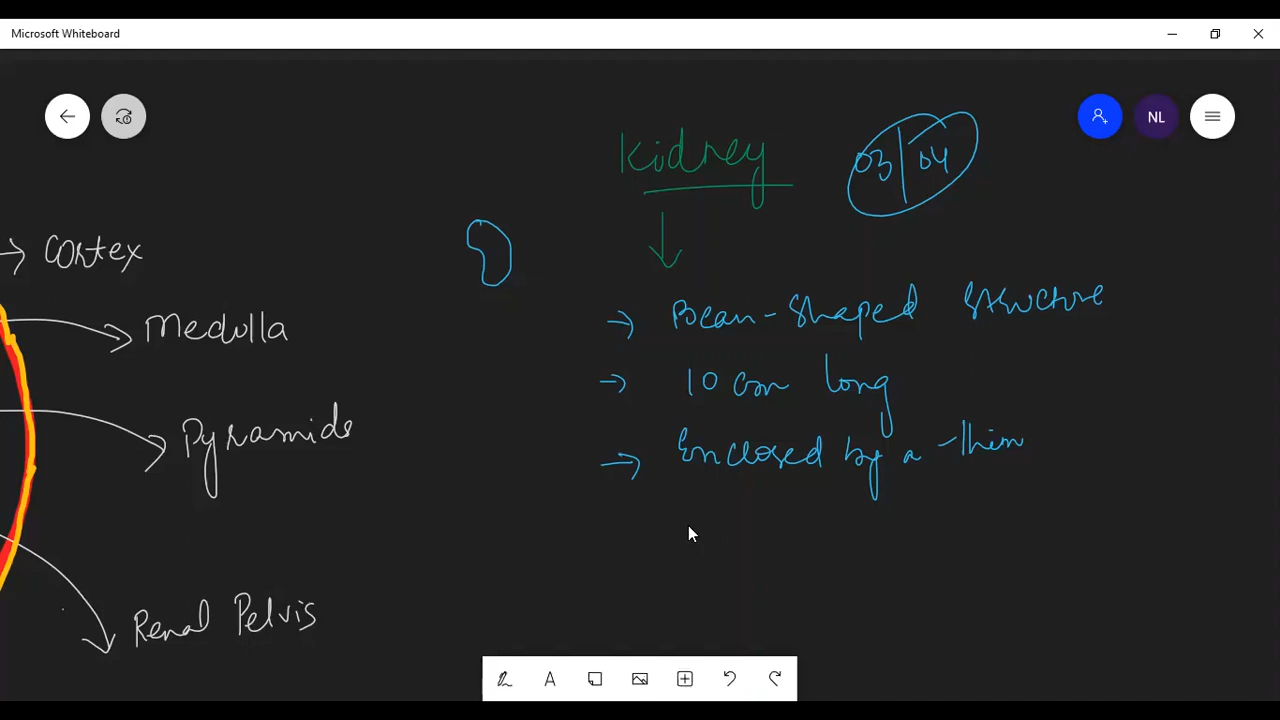 Microsoft Whiteboard
NL
Kidney
03 | 04
Cortex
Medulla
Pyramids
Renal Pelvis
→ Bean-Shaped Structure
→ 10 cm long
→ Enclosed by a thin
A